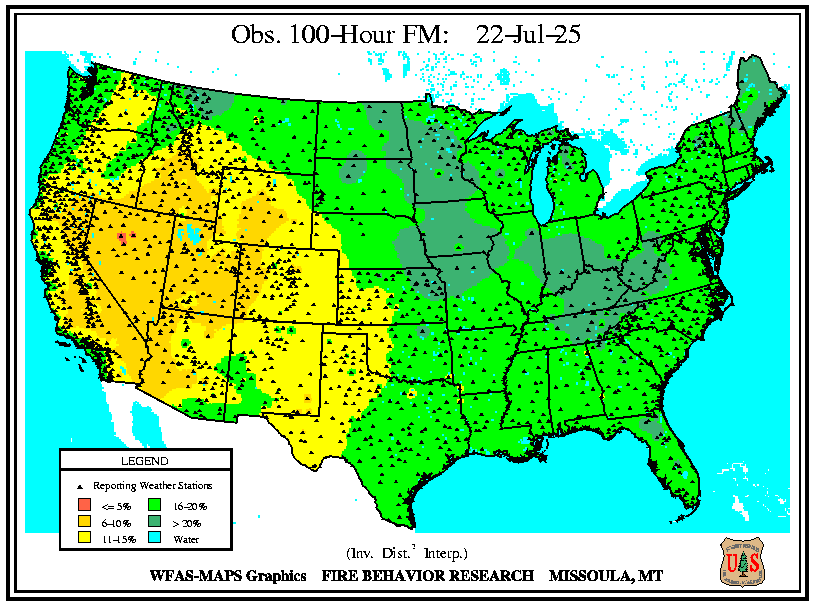 Obs. 100-Hour FM: 22-Jul-25
LEGEND
Reporting Weather Stations
<= 5%
16-20%
6-10%
> 20%
11-15%
Water
(Inv. Dist.² Interp.)
WFAS-MAPS Graphics FIRE BEHAVIOR RESEARCH MISSOULA, MT
U S